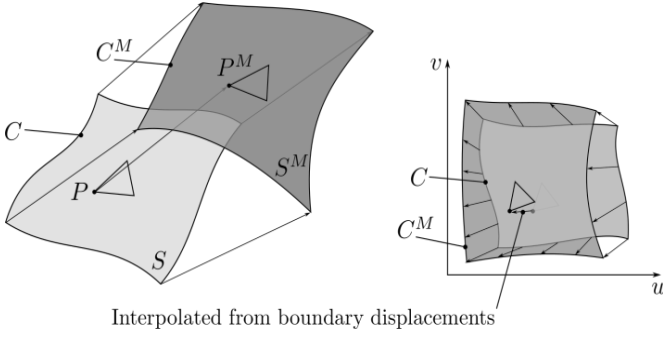 C^M
P^M
C
S^M
P
S
v
C
C^M
u
Interpolated from boundary displacements